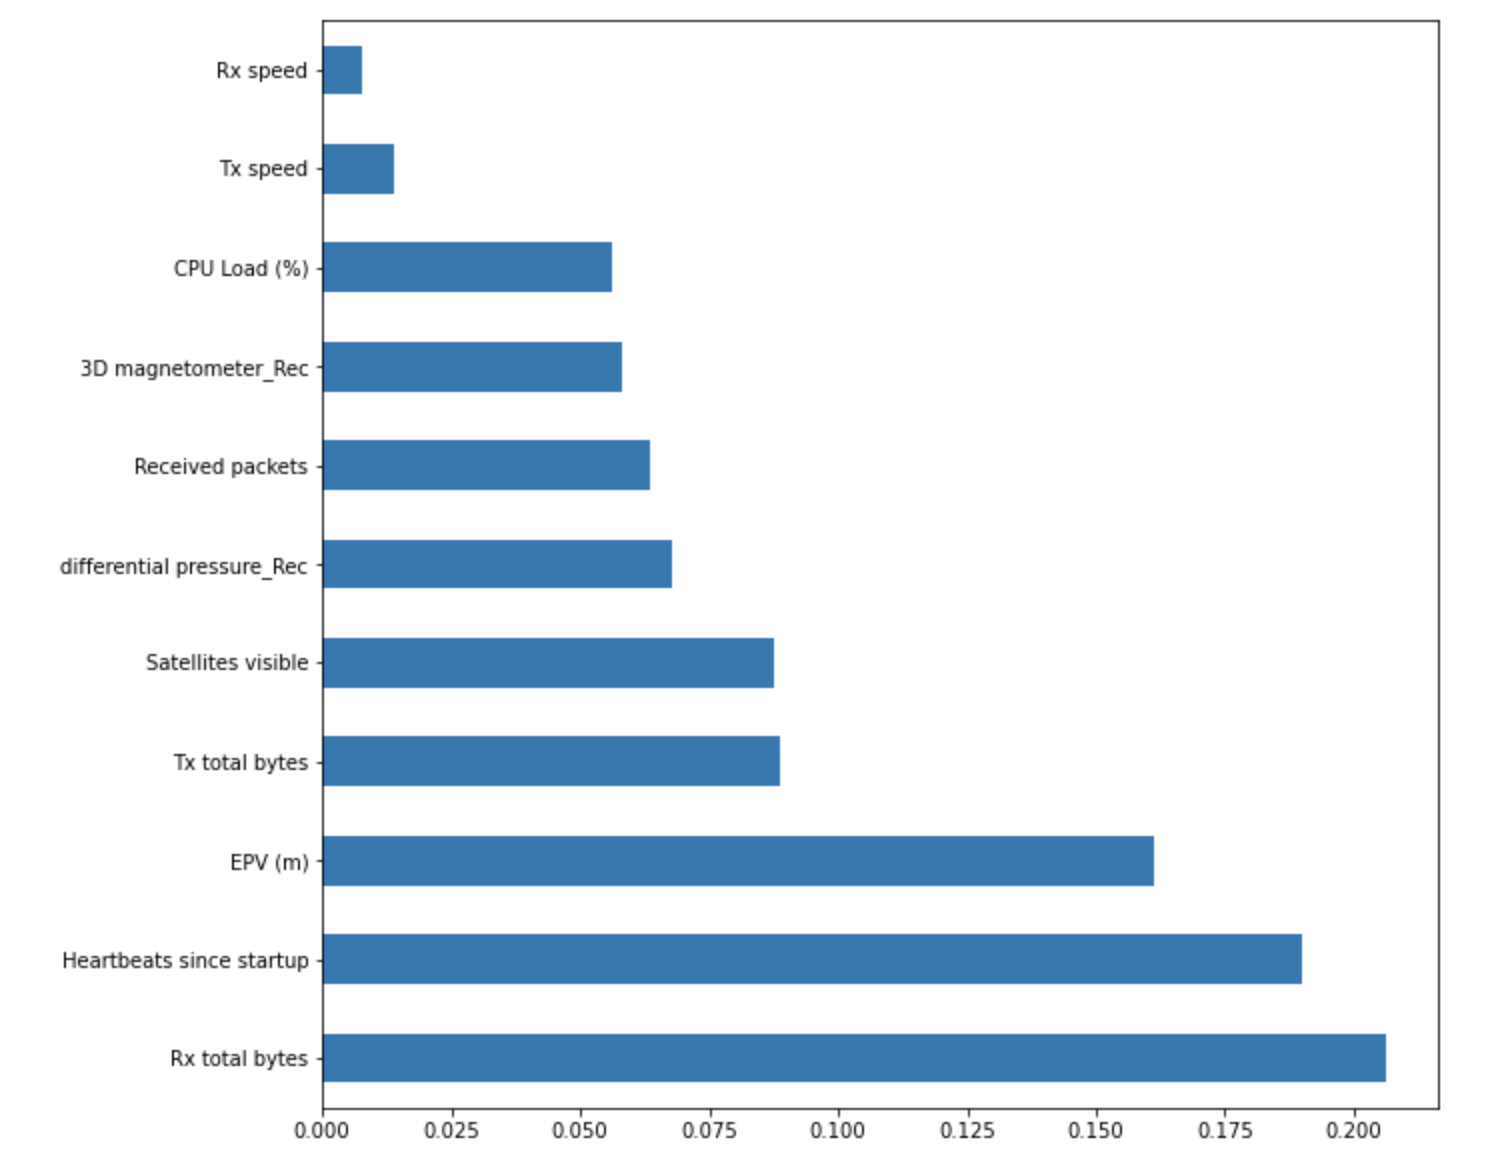 Rx speed
Tx speed
CPU Load (%)
3D magnetometer_Rec
Received packets
differential pressure_Rec
Satellites visible
Tx total bytes
EPV (m)
Heartbeats since startup
Rx total bytes
0.000 0.025 0.050 0.075 0.100 0.125 0.150 0.175 0.200